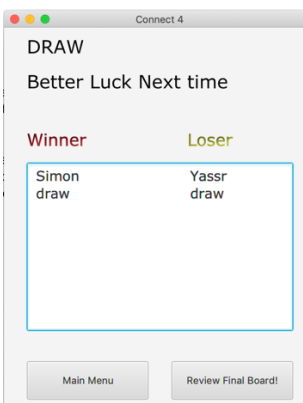 Connect 4
DRAW
Better Luck Next time
Winner Loser
Simon Yassr
draw draw
Main Menu Review Final Board!